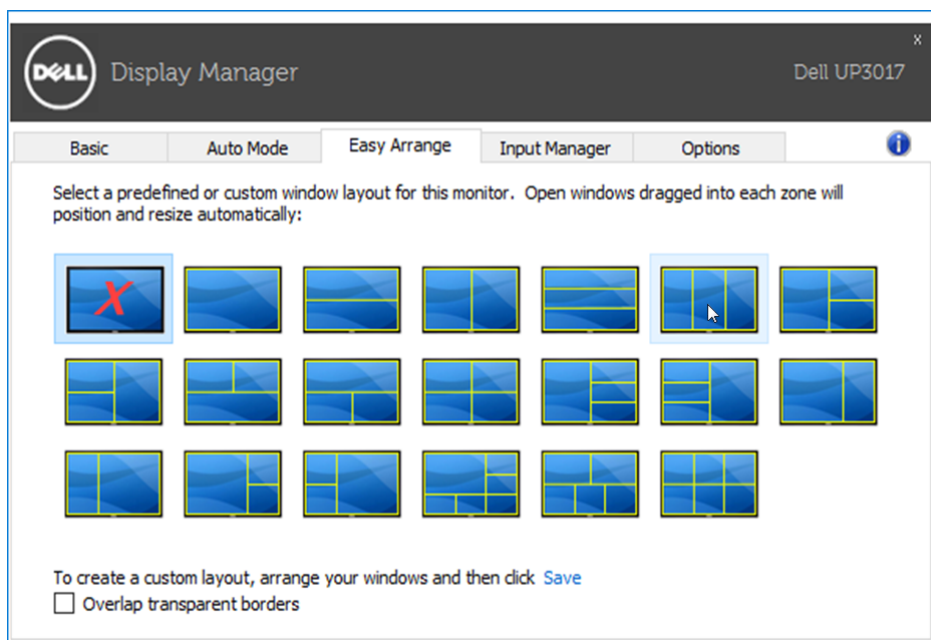 x
DELL Display Manager Dell UP3017
Basic Auto Mode Easy Arrange Input Manager Options i
Select a predefined or custom window layout for this monitor. Open windows dragged into each zone will
position and resize automatically:
X
To create a custom layout, arrange your windows and then click Save
Overlap transparent borders